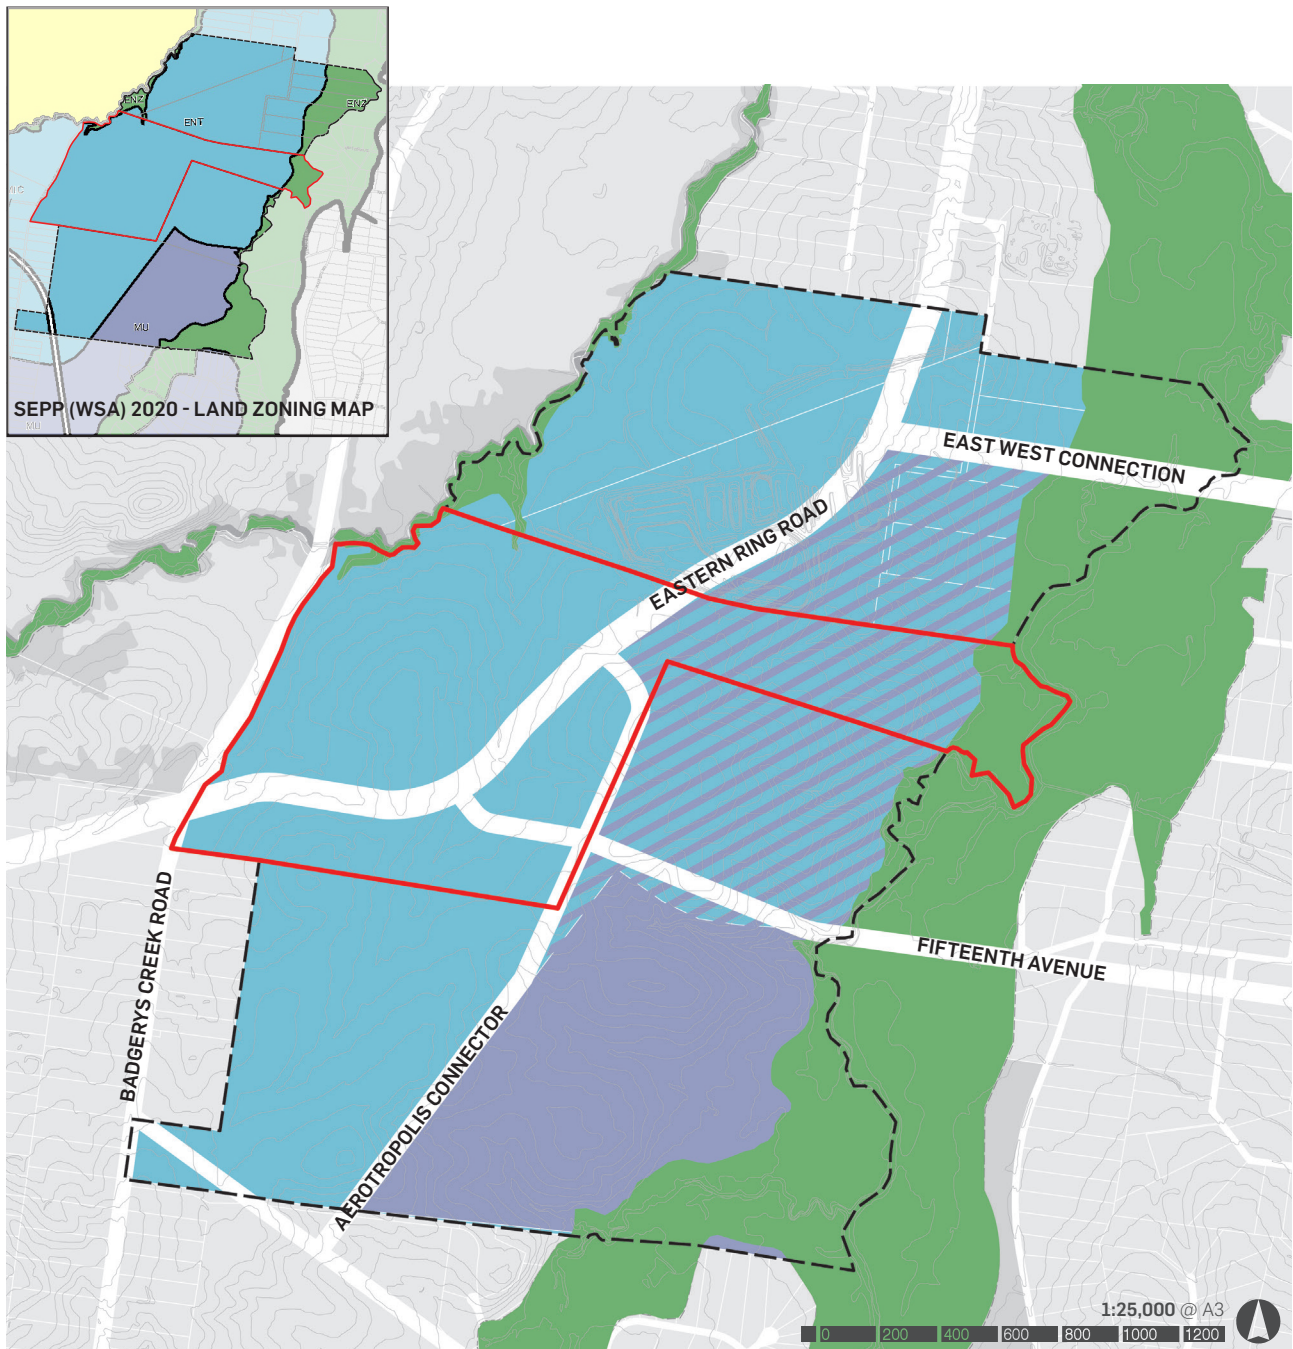 ENZ
ENT
ENZ
MU
SEPP (WSA) 2020 - LAND ZONING MAP
MU
EAST WEST CONNECTION
EASTERN RING ROAD
BADGERYS CREEK ROAD
FIFTEENTH AVENUE
AEROTROPOLIS CONNECTOR
1:25,000 @ A3
0 200 400 600 800 1000 1200